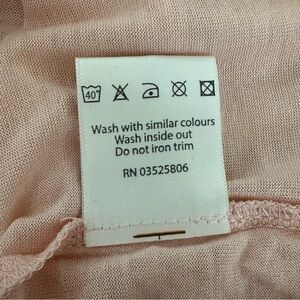 40°
Wash with similar colours
Wash inside out
Do not iron trim
RN 03525806